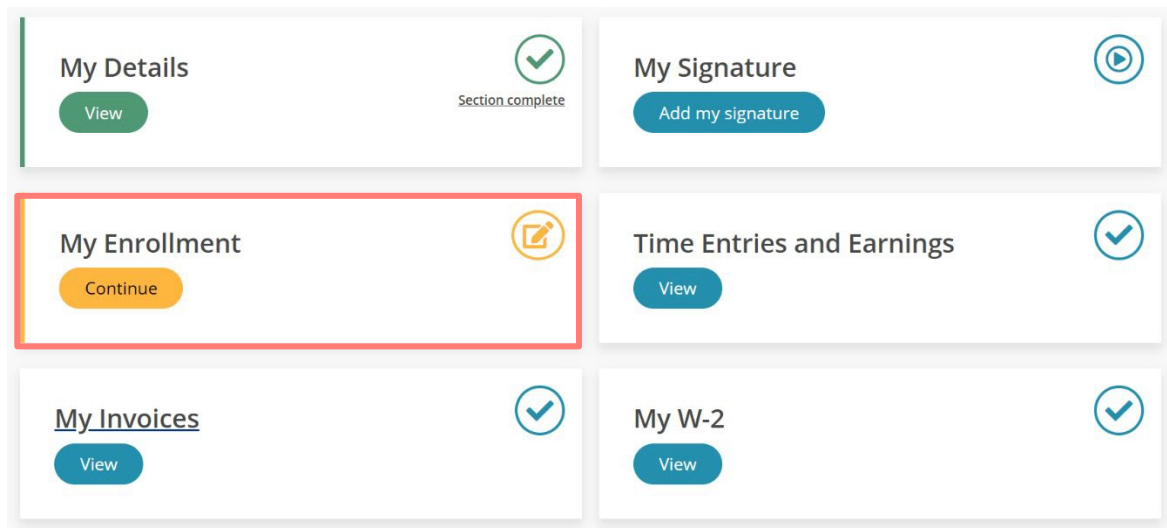 My Details
View
Section complete
My Signature
Add my signature
My Enrollment
Continue
Time Entries and Earnings
View
My Invoices
View
My W-2
View